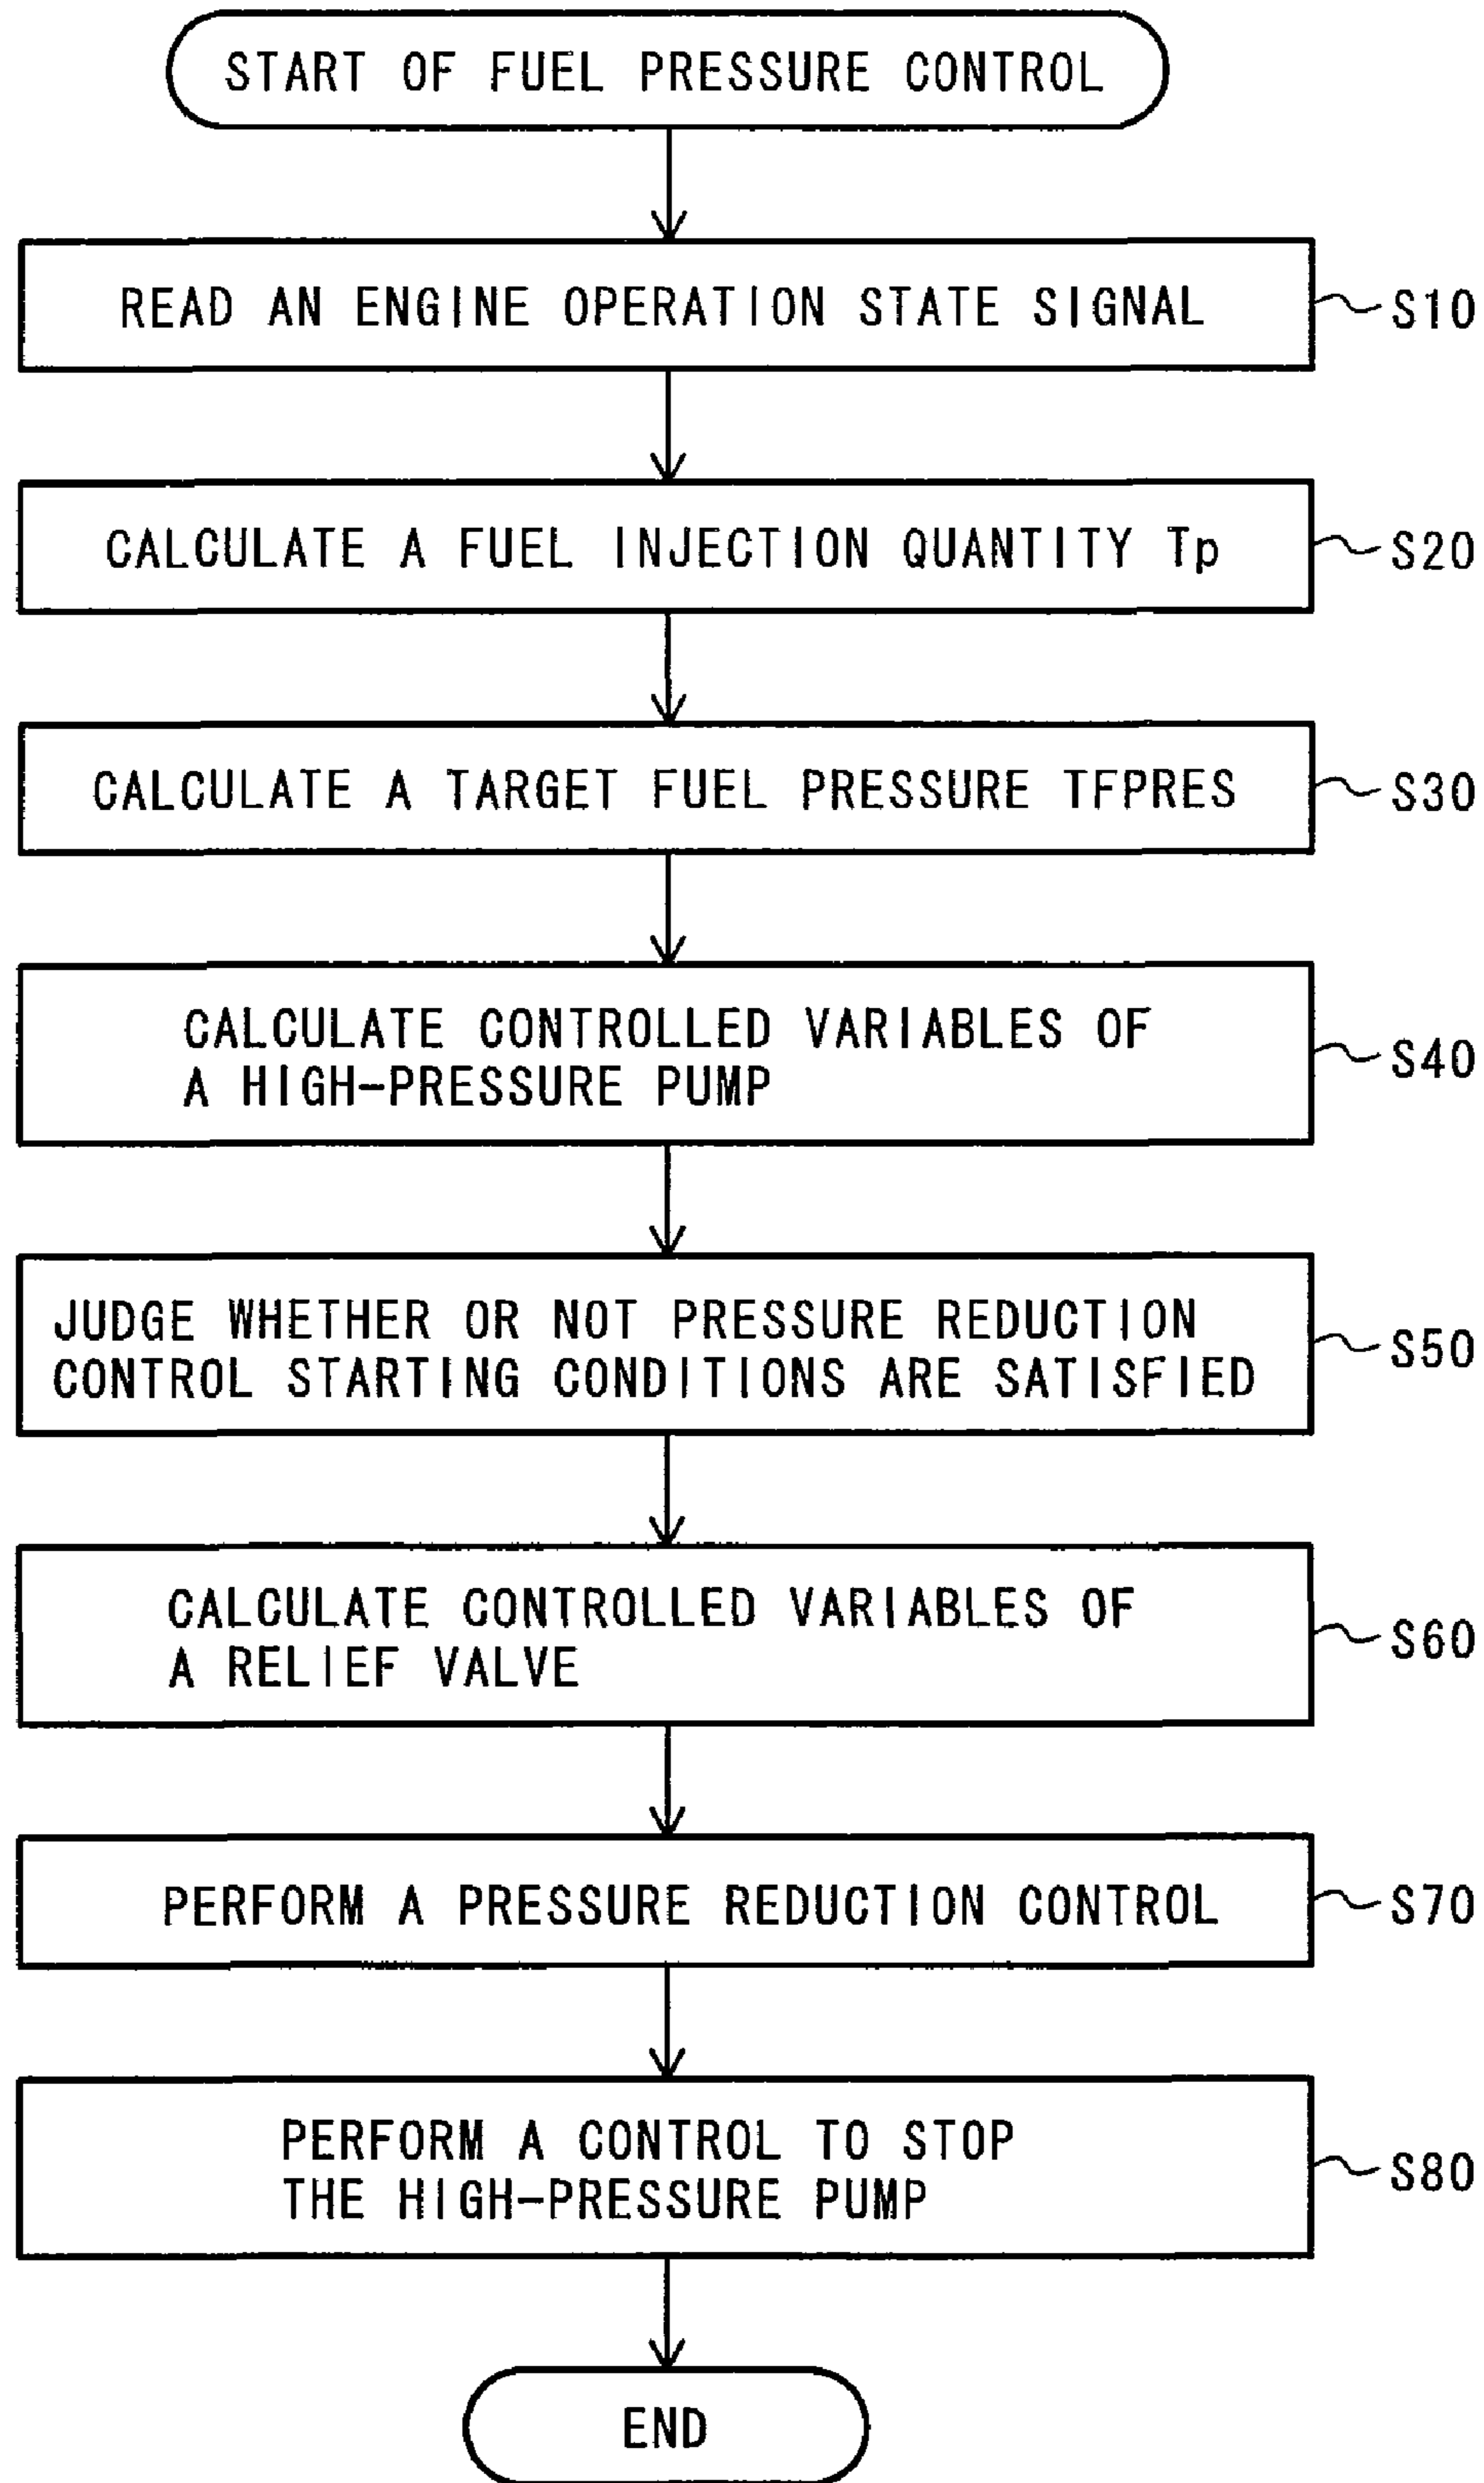 START OF FUEL PRESSURE CONTROL
READ AN ENGINE OPERATION STATE SIGNAL
S10
CALCULATE A FUEL INJECTION QUANTITY Tp
S20
CALCULATE A TARGET FUEL PRESSURE TFPRES
S30
CALCULATE CONTROLLED VARIABLES OF
A HIGH-PRESSURE PUMP
S40
JUDGE WHETHER OR NOT PRESSURE REDUCTION
CONTROL STARTING CONDITIONS ARE SATISFIED
S50
CALCULATE CONTROLLED VARIABLES OF
A RELIEF VALVE
S60
PERFORM A PRESSURE REDUCTION CONTROL
S70
PERFORM A CONTROL TO STOP
THE HIGH-PRESSURE PUMP
S80
END